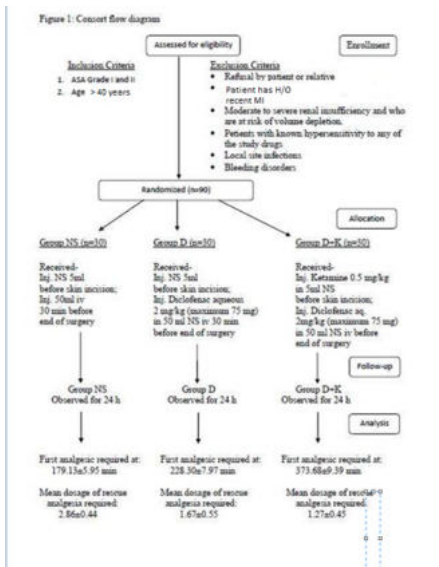 Figure 1: Consort flow diagram
Assessed for eligibility
Enrollment
Inclusion Criteria
1. ASA Grade I and II
2. Age > 40 years
Exclusion Criteria
• Refusal by patient or relative
• Patient has H/O
recent MI
• Moderate to severe renal insufficiency and who
are at risk of volume depletion.
• Patients with known hypersensitivity to any of
the study drugs
• Local site infections
• Bleeding disorders
Randomized (n=90)
Allocation
Group NS (n=30)
Received-
Inj. NS 5ml
before skin incision;
Inj. 50ml iv
30 min before
end of surgery
Group D (n=30)
Received-
Inj. NS 5ml
before skin incision;
Inj. Diclofenac aqueous
2 mg/kg (maximum 75 mg)
in 50 ml NS iv 30 min
before end of surgery
Group D+K (n=30)
Received-
Inj. Ketamine 0.5 mg/kg
in 5ml NS
before skin incision;
Inj. Diclofenac aq.
2mg/kg (maximum 75 mg)
in 50 ml NS iv before
end of surgery
Follow-up
Group NS
Observed for 24 h
Group D
Observed for 24 h
Group D+K
Observed for 24 h
Analysis
First analgesic required at:
179.13±5.95 min
Mean dosage of rescue
analgesia required:
2.86±0.44
First analgesic required at:
228.30±7.97 min
Mean dosage of rescue
analgesia required:
1.67±0.55
First analgesic required at:
373.68±9.39 min
Mean dosage of rescue
analgesia required:
1.27±0.45